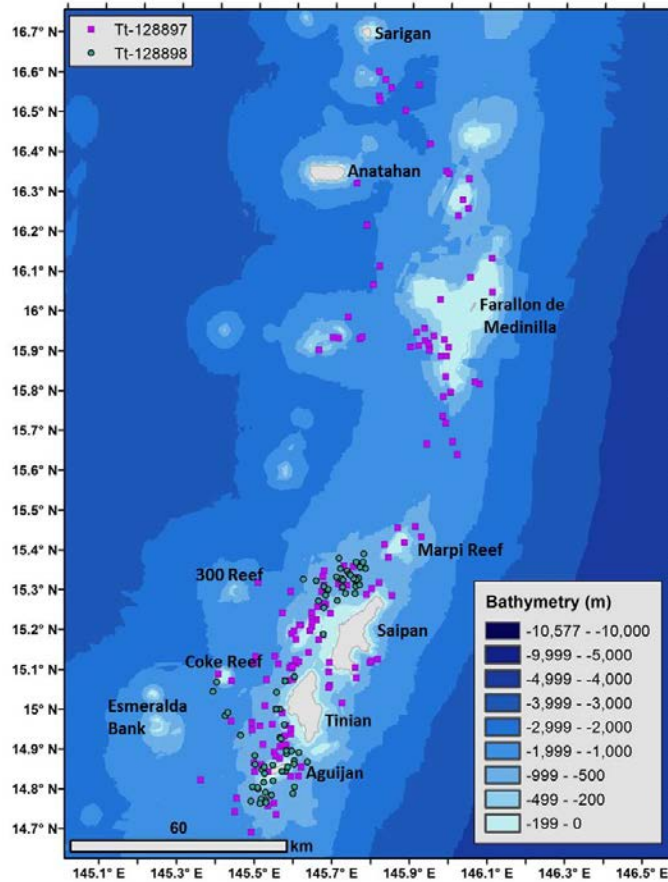 Tt-128897
Tt-128898
16.7° N
16.6° N
16.5° N
16.4° N
16.3° N
16.2° N
16.1° N
16° N
15.9° N
15.8° N
15.7° N
15.6° N
15.5° N
15.4° N
15.3° N
15.2° N
15.1° N
15° N
14.9° N
14.8° N
14.7° N
Sarigan
Anatahan
Farallon de
Medinilla
Marpi Reef
300 Reef
Saipan
Coke Reef
Esmeralda
Bank
Tinian
Aguijan
Bathymetry (m)
-10,577 - -10,000
-9,999 - -5,000
-4,999 - -4,000
-3,999 - -3,000
-2,999 - -2,000
-1,999 - -1,000
-999 - -500
-499 - -200
-199 - 0
60
km
145.1° E
145.3° E
145.5° E
145.7° E
145.9° E
146.1° E
146.3° E
146.5° E